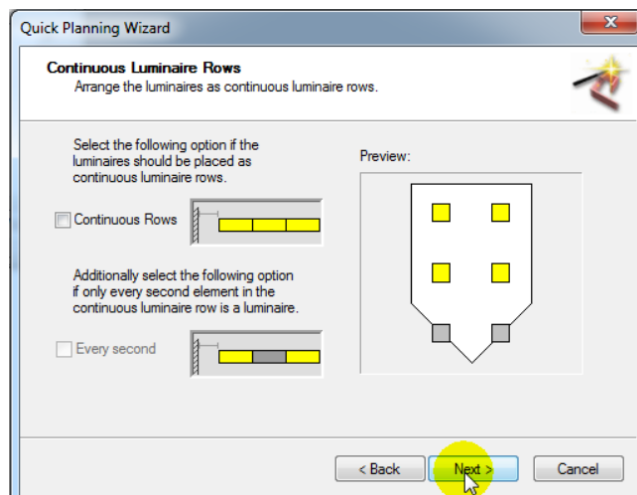 Quick Planning Wizard
Continuous Luminaire Rows
Arrange the luminaires as continuous luminaire rows.
Select the following option if the
luminaires should be placed as
continuous luminaire rows.
Continuous Rows
Additionally select the following option
if only every second element in the
continuous luminaire row is a luminaire.
Every second
Preview:
< Back
Next >
Cancel